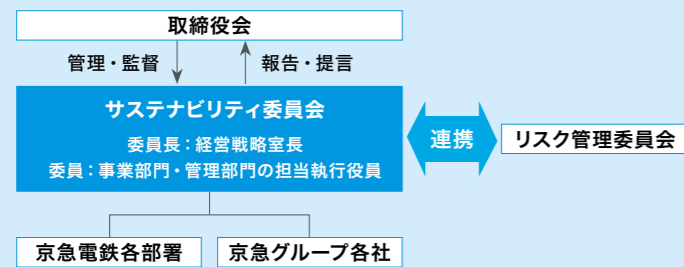 取締役会
管理・監督
報告・提言
サステナビリティ委員会
委員長：経営戦略室長
委員：事業部門・管理部門の担当執行役員
連携
リスク管理委員会
京急電鉄各部署
京急グループ各社